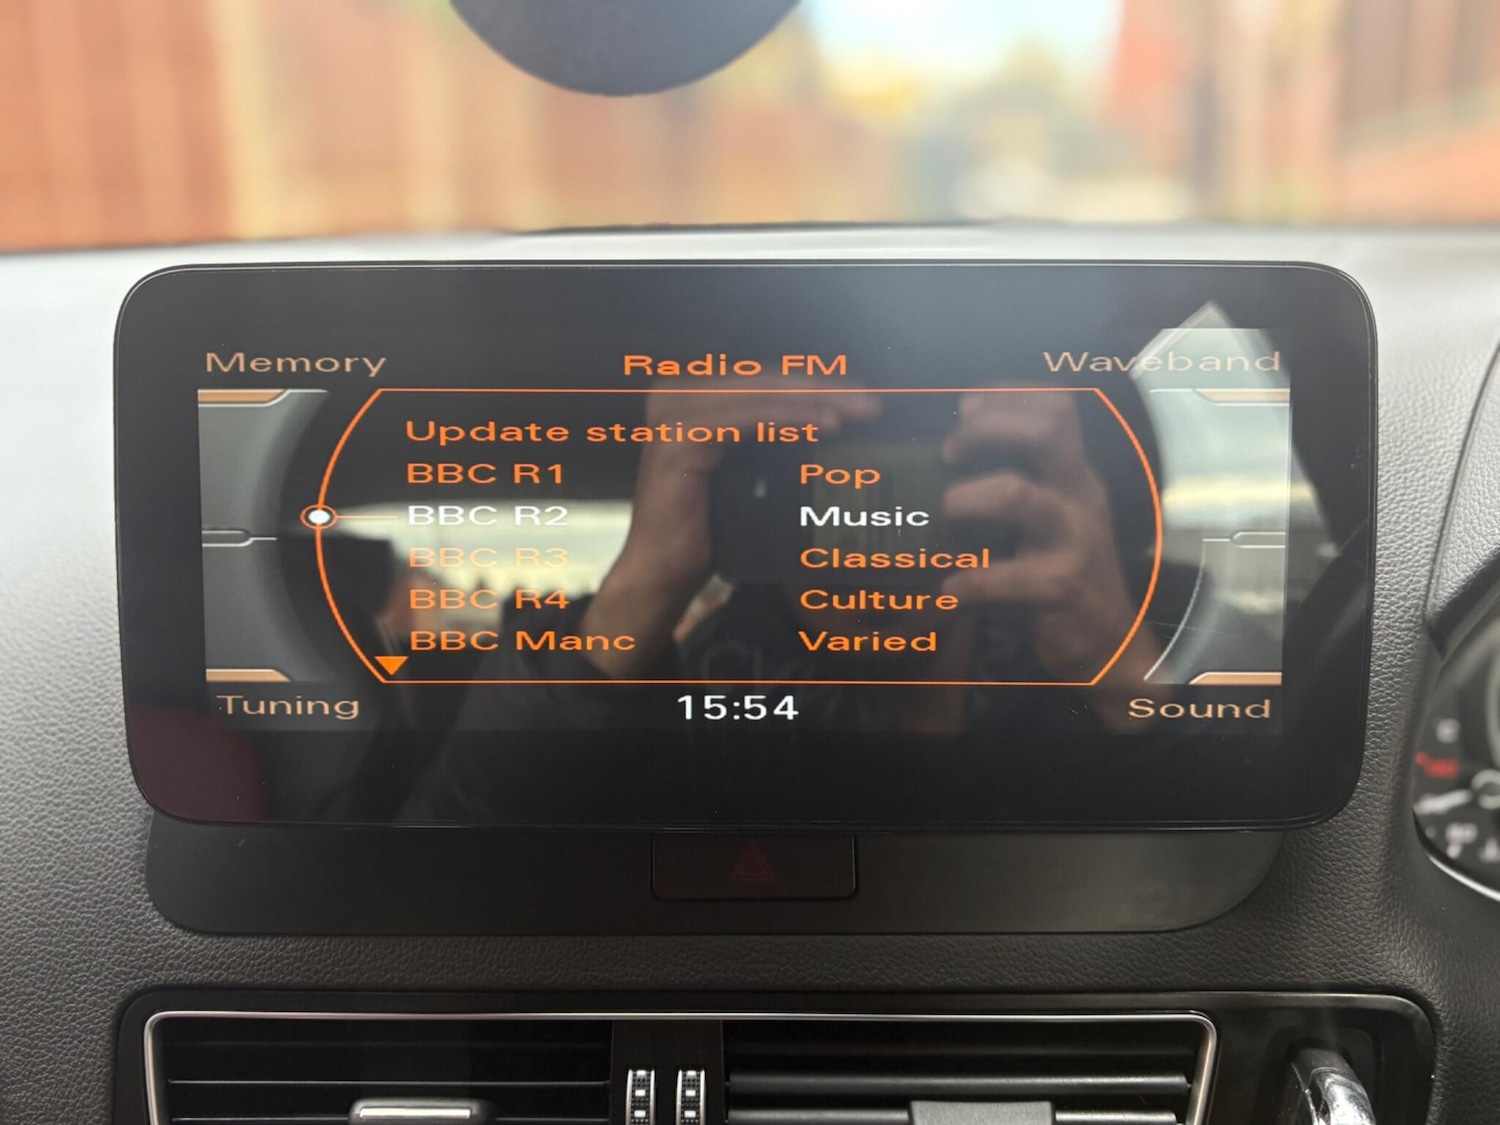 Memory Radio FM Waveband
Update station list
BBC R1 Pop
BBC R2 Music
BBC R3 Classical
BBC R4 Culture
BBC Manc Varied
Tuning 15:54 Sound